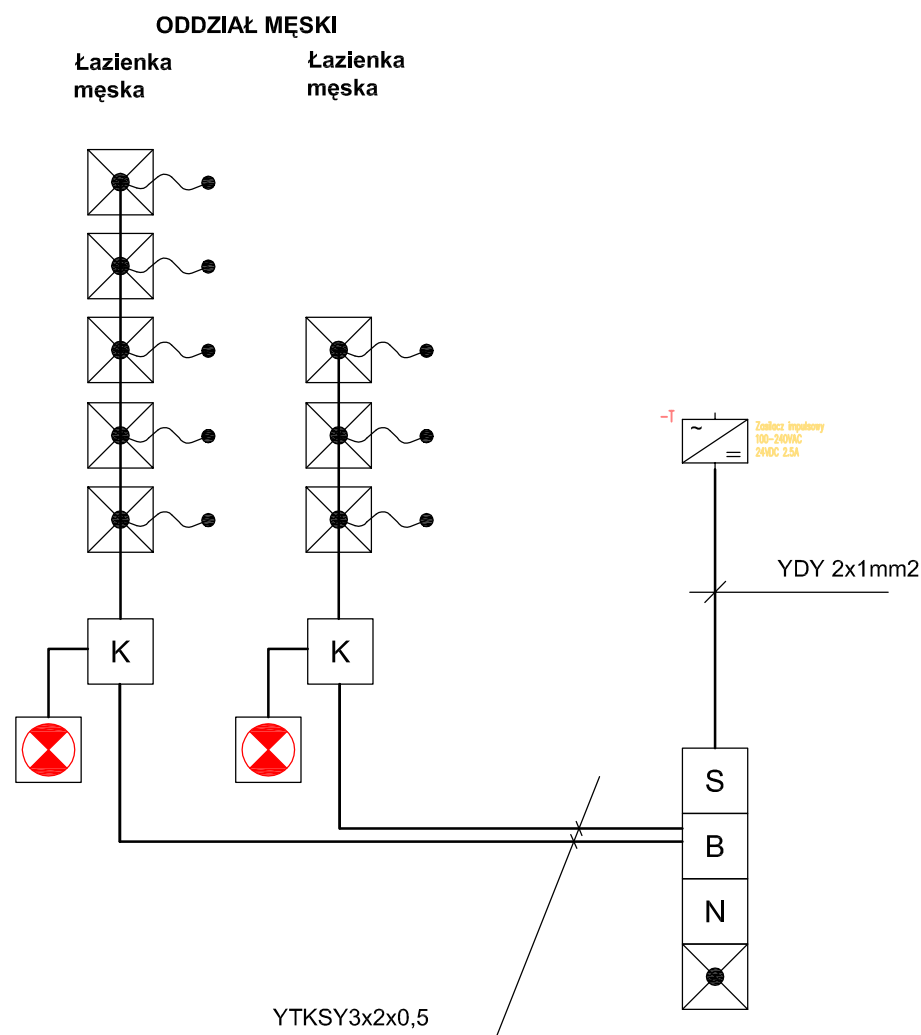 ODDZIAŁ MĘSKI
Łazienka
męska
Łazienka
męska
-T
~
=
Zasilacz impulsowy
100-240VAC
24VDC 2.5A
YDY 2x1mm2
K
K
S
B
N
YTKSY3x2x0,5